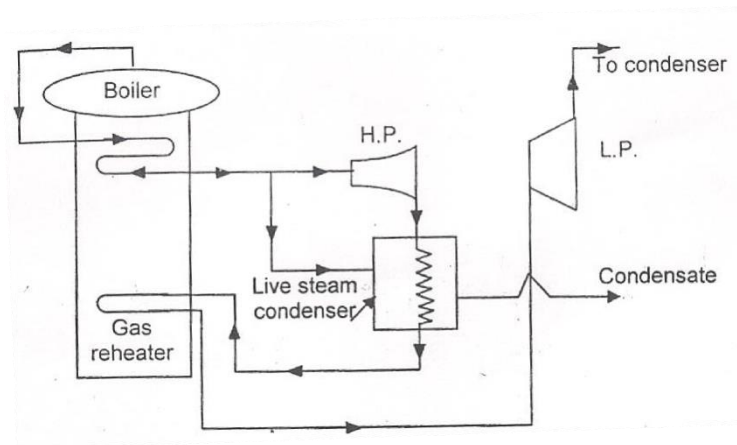 To condenser
Boiler
H.P.
L.P.
Live steam
condenser
Condensate
Gas
reheater